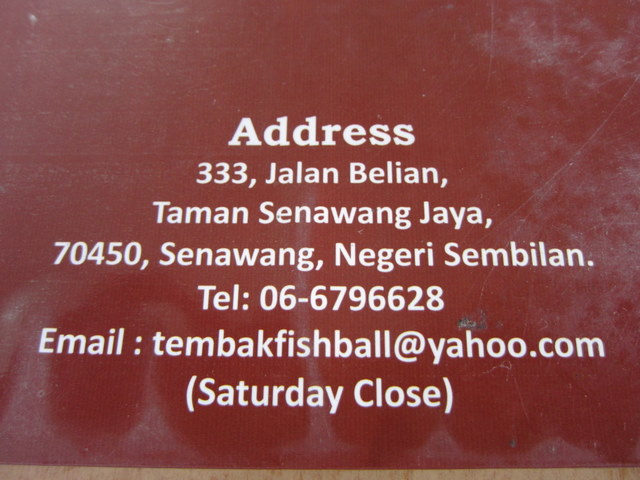 Address
333, Jalan Belian,
Taman Senawang Jaya,
70450, Senawang, Negeri Sembilan.
Tel: 06-6796628
Email : tembakfishball@yahoo.com
(Saturday Close)